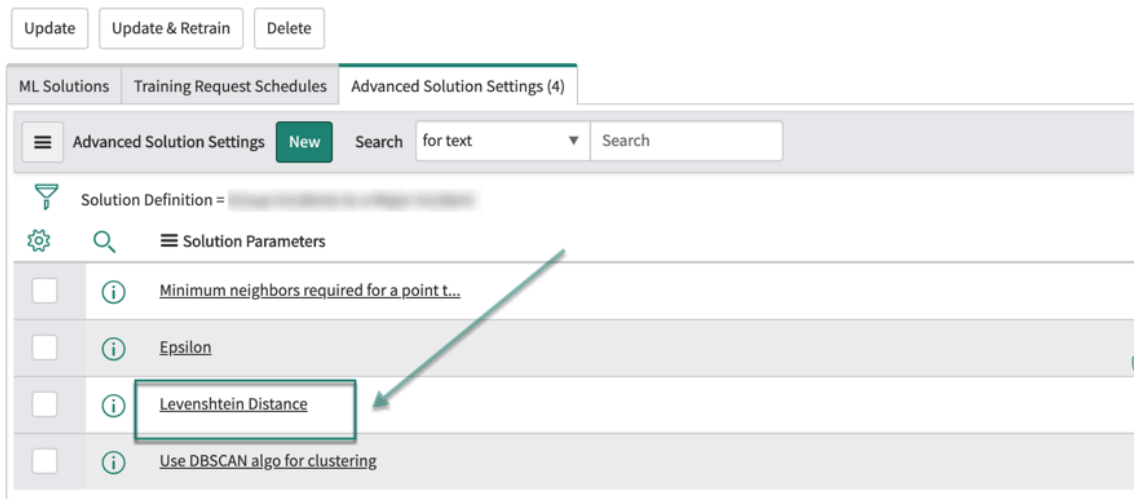 Update Update & Retrain Delete
ML Solutions Training Request Schedules Advanced Solution Settings (4)
Advanced Solution Settings New Search for text Search
Solution Definition =
Solution Parameters
Minimum neighbors required for a point t...
Epsilon
Levenshtein Distance
Use DBSCAN algo for clustering